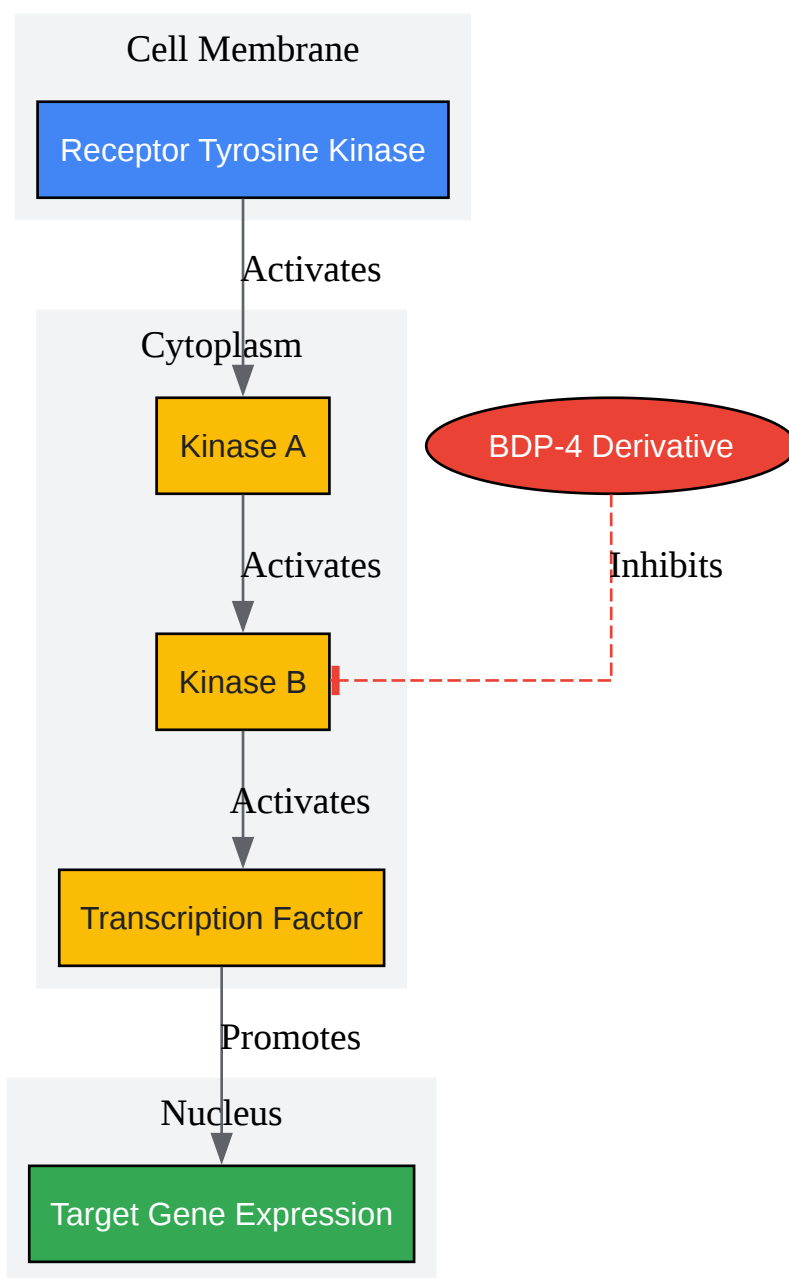 Cell Membrane
Receptor Tyrosine Kinase
Activates
Cytoplasm
Kinase A
BDP-4 Derivative
Activates
Inhibits
Kinase B
Activates
Transcription Factor
Promotes
Nucleus
Target Gene Expression